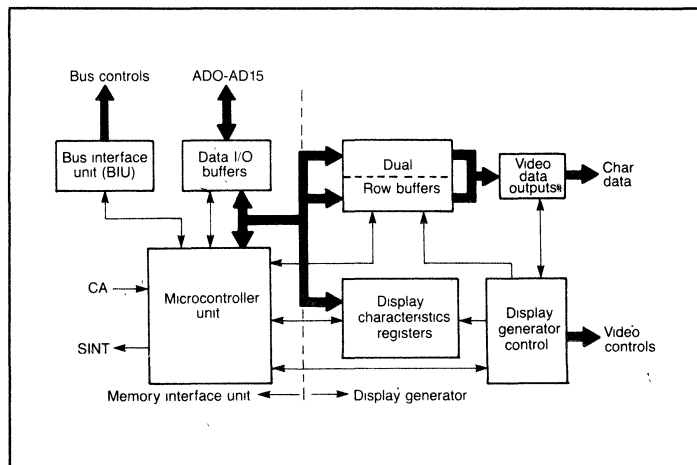 Bus controls
ADO-AD15
Bus interface
unit (BIU)
Data I/O
buffers
Dual
Row buffers
Video
data
outputs#
Char
data
CA
SINT
Microcontroller
unit
Display
characteristics
registers
Display
generator
control
Video
controls
Memory interface unit
Display generator